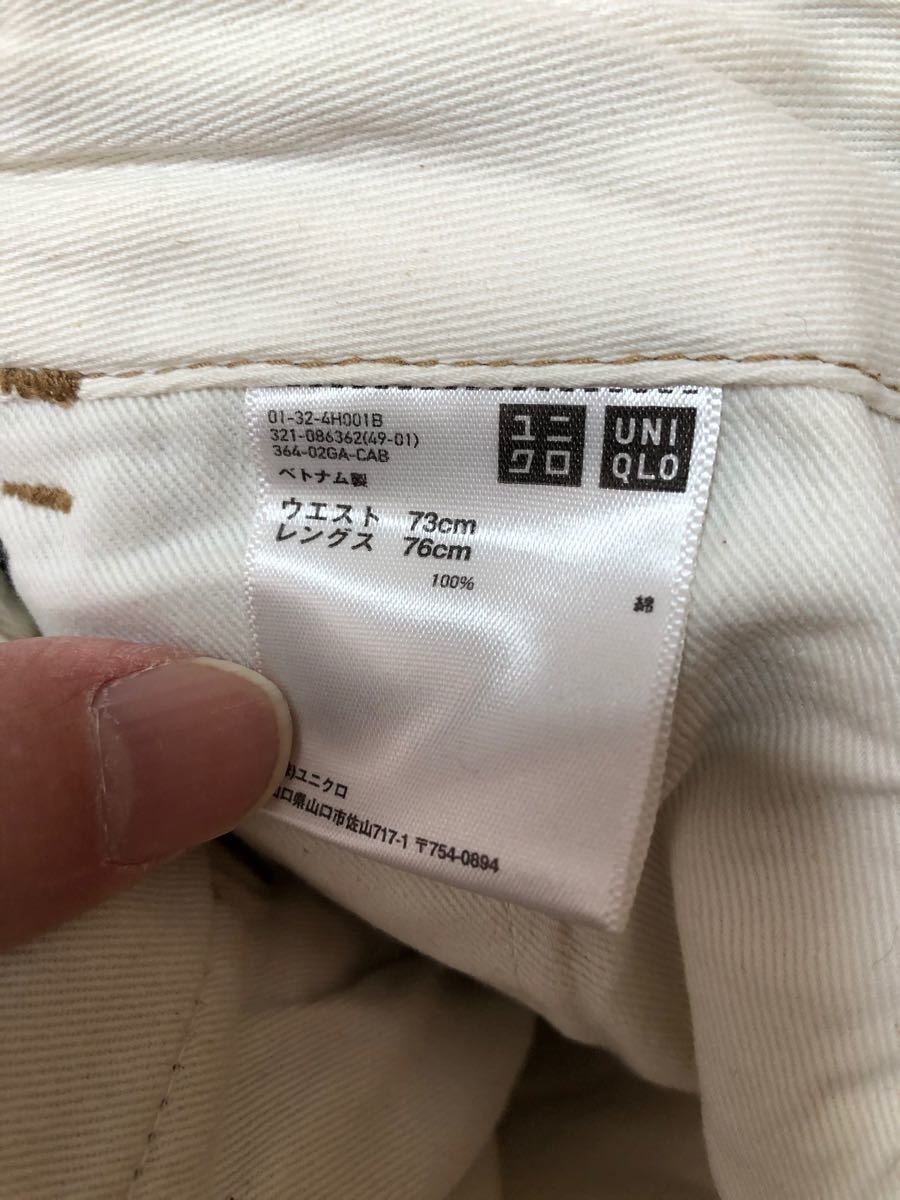 01-32-4H001B
321-086362(49-01)
364-02GA-CAB
ベトナム製
ユニ
クロ
UNI
QLO
ウエスト 73cm
レングス 76cm
100%
綿
)ユニクロ
口県山口市佐山717-1 〒754-0894